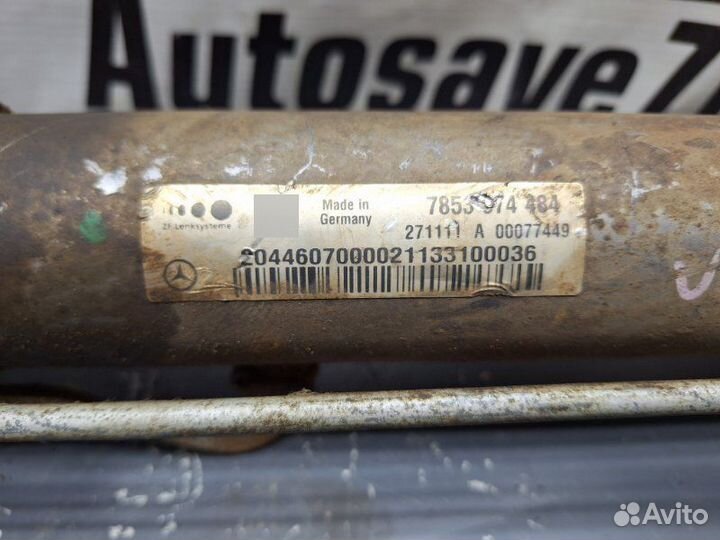 Autosave
ZF Lenksysteme
Made in
Germany
7853 974 484
271111 A 00077449
2044607000021133100036
Avito